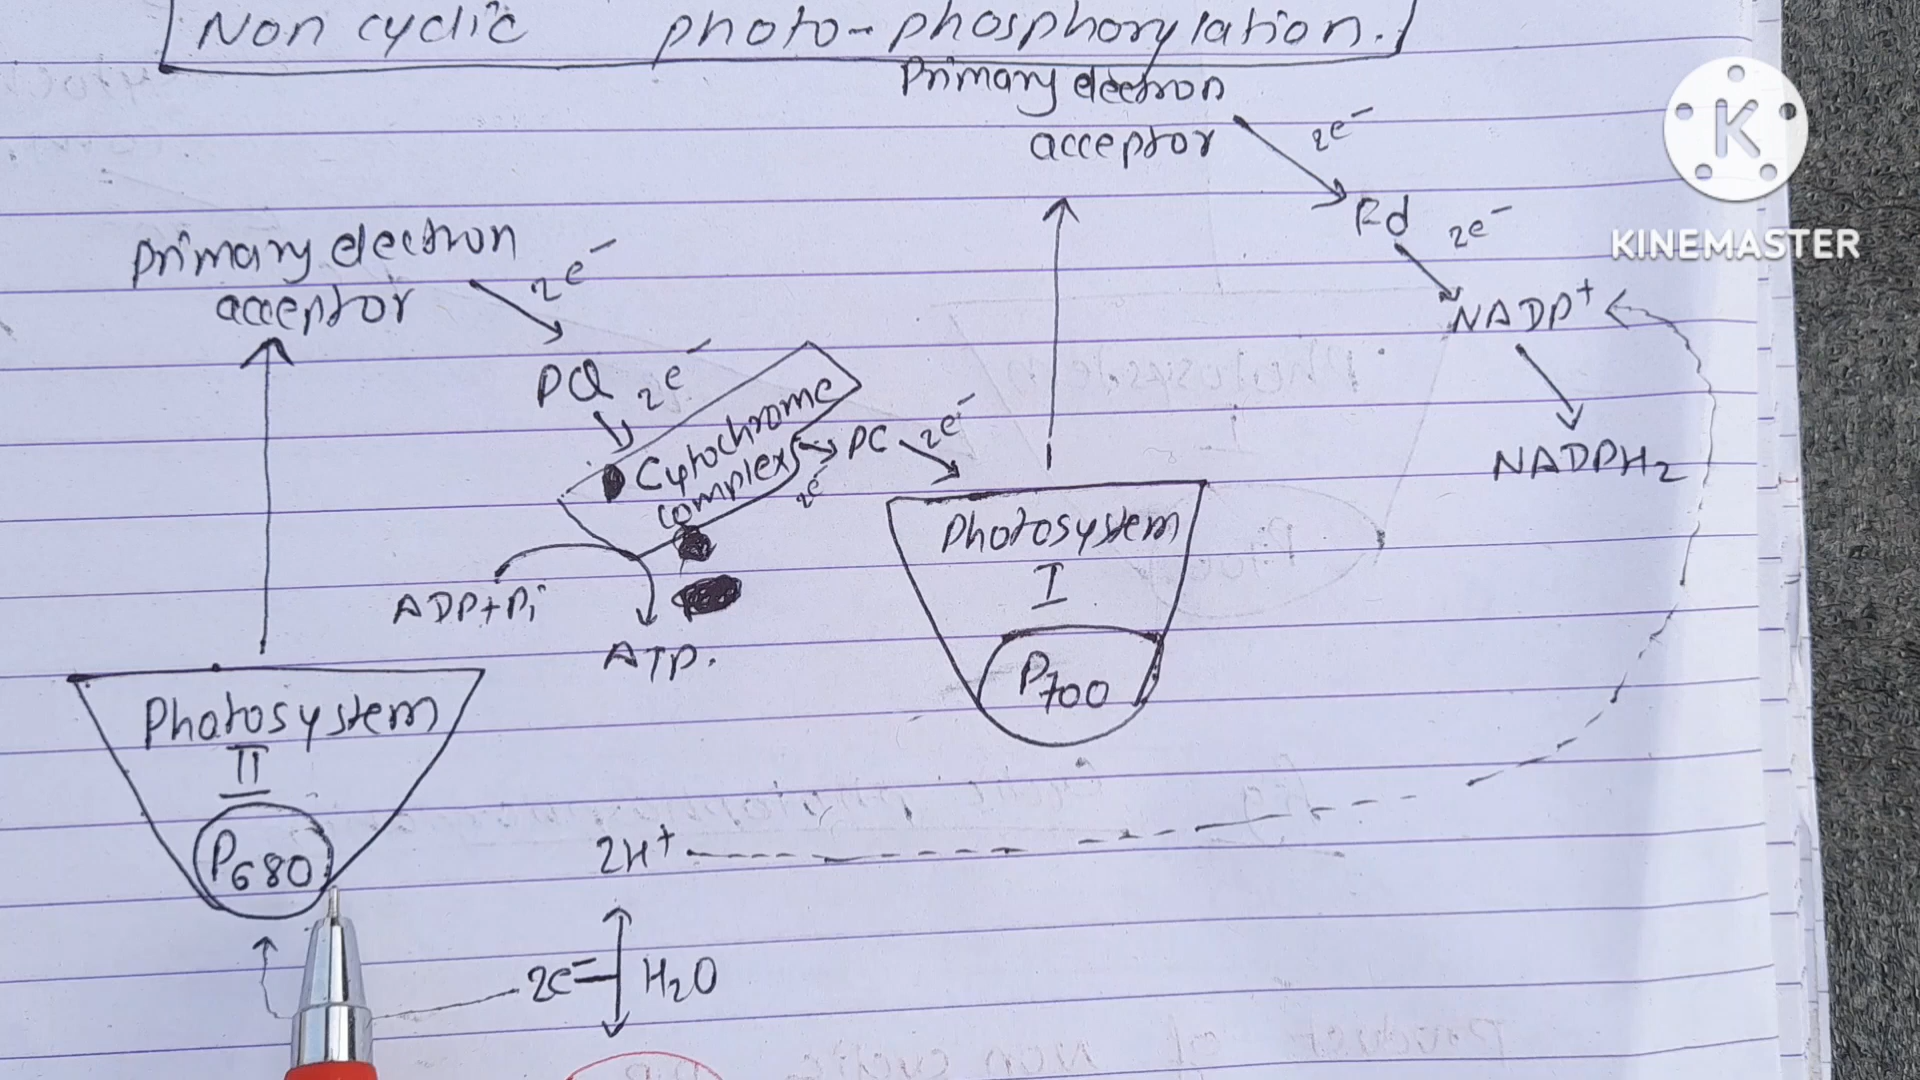 Non cyclic photo-phosphorylation.
Primary electron
acceptor
2e⁻
Fd
2e⁻
NADP⁺
NADPH₂
Primary electron
acceptor
2e⁻
PQ
2e⁻
Cytochrome
complex
2e⁻
PC
2e⁻
ADP+Pi
ATP.
Photosystem
I
P700
Photosystem
II
P680
2H⁺
2e⁻
H₂O
KINEMASTER